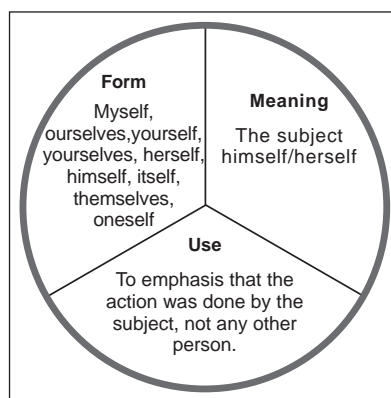 Form
Myself,
ourselves,yourself,
yourselves, herself,
himself, itself,
themselves,
oneself
Meaning
The subject
himself/herself
Use
To emphasis that the
action was done by the
subject, not any other
person.